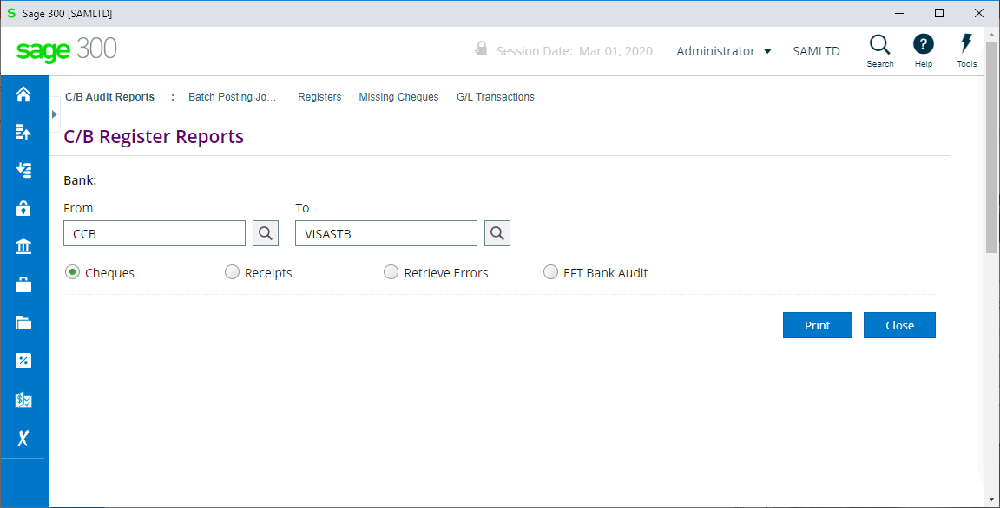 S Sage 300 [SAMLTD]
sage 300
Session Date: Mar 01, 2020 Administrator SAMLTD Search ? Help Tools
C/B Audit Reports : Batch Posting Jo... Registers Missing Cheques G/L Transactions
C/B Register Reports
Bank:
From To
CCB VISASTB
Cheques Receipts Retrieve Errors EFT Bank Audit
Print Close